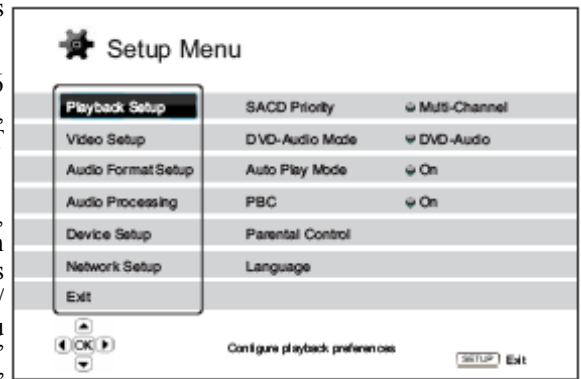 Setup Menu
Playback Setup SACD Priority Multi-Channel
Video Setup DVD-Audio Mode DVD-Audio
Audio Format Setup Auto Play Mode On
Audio Processing PBC On
Device Setup Parental Control
Network Setup Language
Exit
OK
Configure playback preferences
SETUP Exit